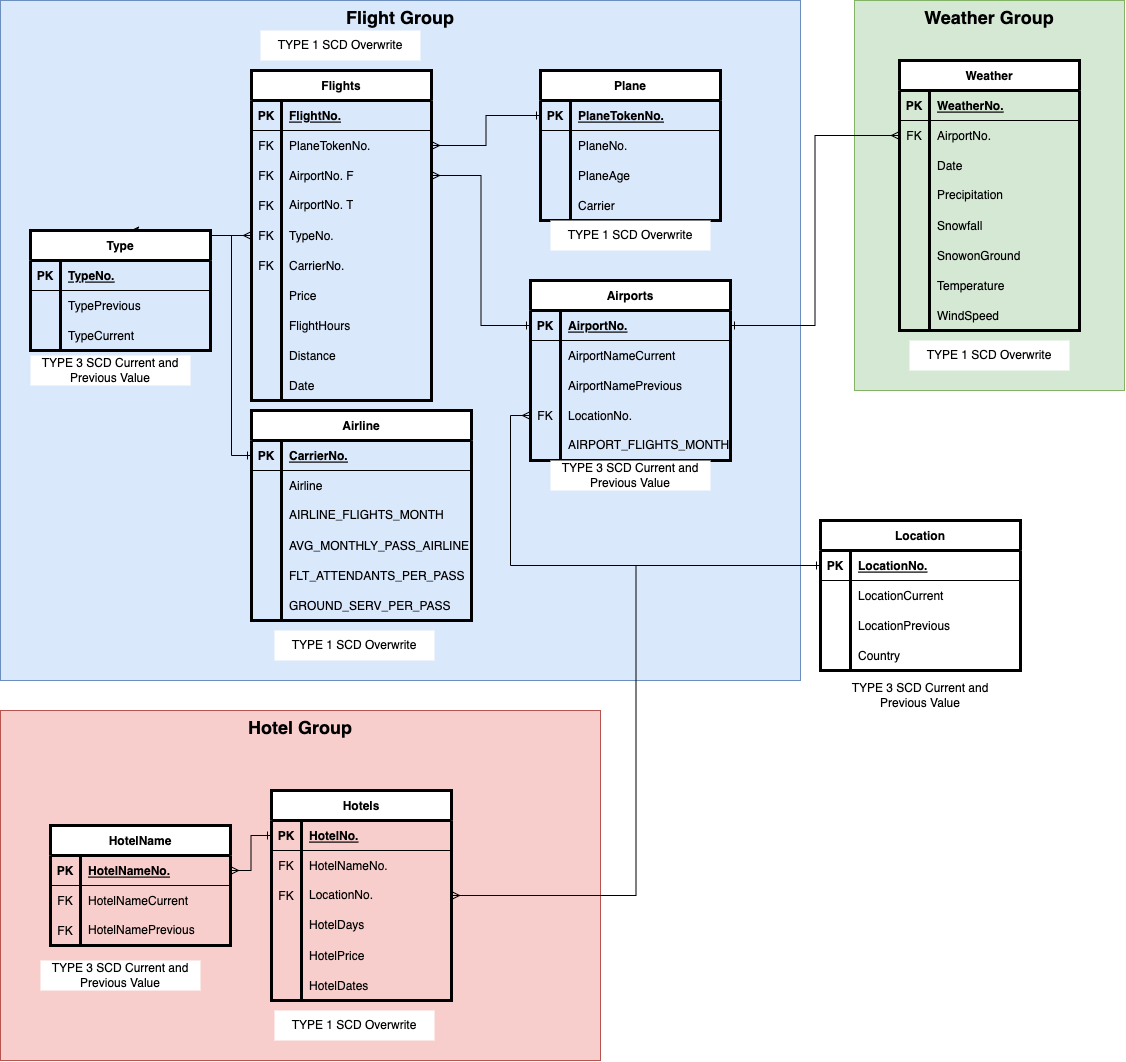 Flight Group
TYPE 1 SCD Overwrite
Flights
PK FlightNo.
FK PlaneTokenNo.
FK AirportNo. F
FK AirportNo. T
FK TypeNo.
FK CarrierNo.
Price
FlightHours
Distance
Date
Plane
PK PlaneTokenNo.
PlaneNo.
PlaneAge
Carrier
TYPE 1 SCD Overwrite
Type
PK TypeNo.
TypePrevious
TypeCurrent
TYPE 3 SCD Current and
Previous Value
Airports
PK AirportNo.
AirportNameCurrent
AirportNamePrevious
FK LocationNo.
AIRPORT_FLIGHTS_MONTH
TYPE 3 SCD Current and
Previous Value
Airline
PK CarrierNo.
Airline
AIRLINE_FLIGHTS_MONTH
AVG_MONTHLY_PASS_AIRLINE
FLT_ATTENDANTS_PER_PASS
GROUND_SERV_PER_PASS
TYPE 1 SCD Overwrite
Weather Group
Weather
PK WeatherNo.
FK AirportNo.
Date
Precipitation
Snowfall
SnowonGround
Temperature
WindSpeed
TYPE 1 SCD Overwrite
Location
PK LocationNo.
LocationCurrent
LocationPrevious
Country
TYPE 3 SCD Current and
Previous Value
Hotel Group
HotelName
PK HotelNameNo.
FK HotelNameCurrent
FK HotelNamePrevious
TYPE 3 SCD Current and
Previous Value
Hotels
PK HotelNo.
FK HotelNameNo.
FK LocationNo.
HotelDays
HotelPrice
HotelDates
TYPE 1 SCD Overwrite